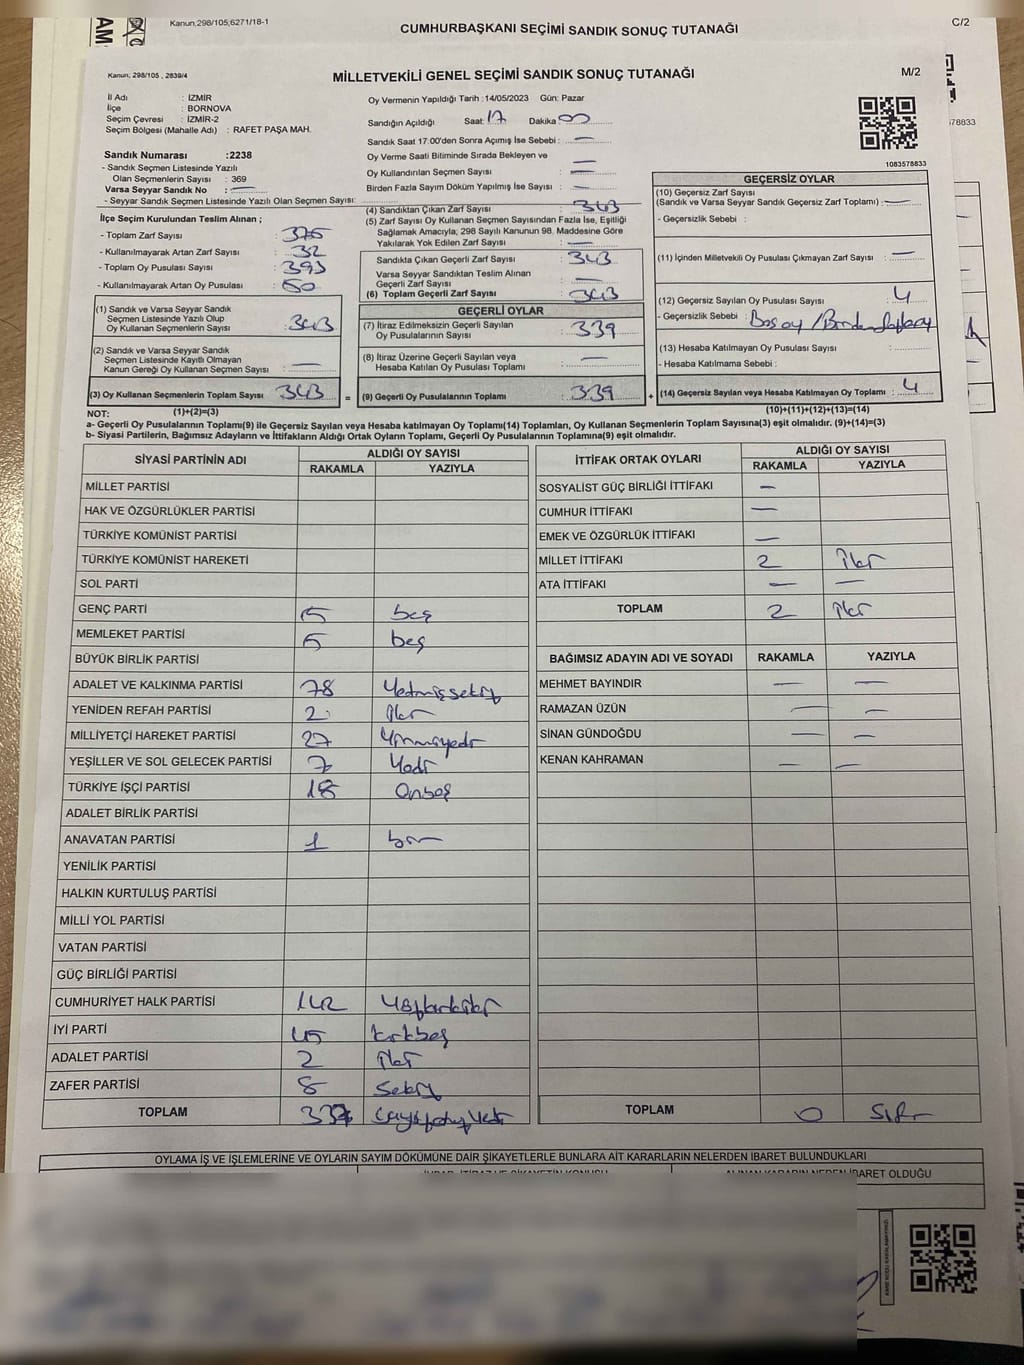 Kanun,298/105,6271/18-1
CUMHURBAŞKANI SEÇİMİ SANDIK SONUÇ TUTANAĞI
C/2
AM
Kanun, 298/105 , 2839/4
MİLLETVEKİLİ GENEL SEÇİMİ SANDIK SONUÇ TUTANAĞI
M/2
İl Adı : İZMİR
İlçe : BORNOVA
Seçim Çevresi : İZMİR-2
Seçim Bölgesi (Mahalle Adı) : RAFET PAŞA MAH.
Sandık Numarası :2238
- Sandık Seçmen Listesinde Yazılı
Olan Seçmenlerin Sayısı : 369
Varsa Seyyar Sandık No : —
- Seyyar Sandık Seçmen Listesinde Yazılı Olan Seçmen Sayısı:
Oy Vermenin Yapıldığı Tarih :14/05/2023 Gün: Pazar
Sandığın Açıldığı Saat: 17 Dakika 00
Sandık Saat 17:00'den Sonra Açımış İse Sebebi : —
Oy Verme Saati Bitiminde Sırada Bekleyen ve
Oy Kullandırılan Seçmen Sayısı : —
Birden Fazla Sayım Döküm Yapılmış İse Sayısı : —
1083578833
78833
İlçe Seçim Kurulundan Teslim Alınan ;
- Toplam Zarf Sayısı : 375
- Kullanılmayarak Artan Zarf Sayısı : 32
- Toplam Oy Pusulası Sayısı : 393
- Kullanılmayarak Artan Oy Pusulası : 50
(1) Sandık ve Varsa Seyyar Sandık
Seçmen Listesinde Yazılı Olup
Oy Kullanan Seçmenlerin Sayısı : 343
(2) Sandık ve Varsa Seyyar Sandık
Seçmen Listesinde Kayıtlı Olmayan
Kanun Gereği Oy Kullanan Seçmen Sayısı : —
(3) Oy Kullanan Seçmenlerin Toplam Sayısı 343
(4) Sandıktan Çıkan Zarf Sayısı : 343
(5) Zarf Sayısı Oy Kullanan Seçmen Sayısından Fazla İse, Eşitliği
Sağlamak Amacıyla; 298 Sayılı Kanunun 98. Maddesine Göre
Yakılarak Yok Edilen Zarf Sayısı : —
Sandıkta Çıkan Geçerli Zarf Sayısı : 343
Varsa Seyyar Sandıktan Teslim Alınan
Geçerli Zarf Sayısı : —
(6) Toplam Geçerli Zarf Sayısı : 343
GEÇERLİ OYLAR
(7) İtiraz Edilmeksizin Geçerli Sayılan
Oy Pusulalarının Sayısı : 339
(8) İtiraz Üzerine Geçerli Sayılan veya
Hesaba Katılan Oy Pusulası Toplamı : —
= (9) Geçerli Oy Pusulalarının Toplamı : 339
GEÇERSİZ OYLAR
(10) Geçersiz Zarf Sayısı
(Sandık ve Varsa Seyyar Sandık Geçersiz Zarf Toplamı) : —
- Geçersizlik Sebebi :
(11) İçinden Milletvekili Oy Pusulası Çıkmayan Zarf Sayısı : —
(12) Geçersiz Sayılan Oy Pusulası Sayısı : 4
- Geçersizlik Sebebi : Boş oy /
(13) Hesaba Katılmayan Oy Pusulası Sayısı :
- Hesaba Katılmama Sebebi :
+ (14) Geçersiz Sayılan veya Hesaba Katılmayan Oy Toplamı : 4
NOT: (1)+(2)=(3)
(10)+(11)+(12)+(13)=(14)
a- Geçerli Oy Pusulalarının Toplamı(9) ile Geçersiz Sayılan veya Hesaba katılmayan Oy Toplamı(14) Toplamları, Oy Kullanan Seçmenlerin Toplam Sayısına(3) eşit olmalıdır. (9)+(14)=(3)
b- Siyasi Partilerin, Bağımsız Adayların ve İttifakların Aldığı Ortak Oyların Toplamı, Geçerli Oy Pusulalarının Toplamına(9) eşit olmalıdır.
SİYASİ PARTİNİN ADI ALDIĞI OY SAYISI
RAKAMLA YAZIYLA
MİLLET PARTİSİ
HAK VE ÖZGÜRLÜKLER PARTİSİ
TÜRKİYE KOMÜNİST PARTİSİ
TÜRKİYE KOMÜNİST HAREKETİ
SOL PARTİ
GENÇ PARTİ 5 beş
MEMLEKET PARTİSİ 5 beş
BÜYÜK BİRLİK PARTİSİ
ADALET VE KALKINMA PARTİSİ 78 Yetmişsekiz
YENİDEN REFAH PARTİSİ 2 İki
MİLLİYETÇİ HAREKET PARTİSİ 27 Yirmiyedi
YEŞİLLER VE SOL GELECEK PARTİSİ 7 Yedi
TÜRKİYE İŞÇİ PARTİSİ 15 Onbeş
ADALET BİRLİK PARTİSİ
ANAVATAN PARTİSİ 1 bir
YENİLİK PARTİSİ
HALKIN KURTULUŞ PARTİSİ
MİLLİ YOL PARTİSİ
VATAN PARTİSİ
GÜÇ BİRLİĞİ PARTİSİ
CUMHURİYET HALK PARTİSİ 142 Yüzkırkiki
İYİ PARTİ 45 kırkbeş
ADALET PARTİSİ 2 İki
ZAFER PARTİSİ 8 Sekiz
TOPLAM 337
İTTİFAK ORTAK OYLARI ALDIĞI OY SAYISI
RAKAMLA YAZIYLA
SOSYALİST GÜÇ BİRLİĞİ İTTİFAKI —
CUMHUR İTTİFAKI —
EMEK VE ÖZGÜRLÜK İTTİFAKI —
MİLLET İTTİFAKI 2 İki
ATA İTTİFAKI — —
TOPLAM 2 İki
BAĞIMSIZ ADAYIN ADI VE SOYADI RAKAMLA YAZIYLA
MEHMET BAYINDIR — —
RAMAZAN ÜZÜN — —
SİNAN GÜNDOĞDU — —
KENAN KAHRAMAN — —
TOPLAM 0 Sıfır
OYLAMA İŞ VE İŞLEMLERİNE VE OYLARIN SAYIM DÖKÜMÜNE DAİR ŞİKAYETLERLE BUNLARA AİT KARARLARIN NELERDEN İBARET BULUNDUKLARI
İHBAR, İTİRAZ VE ŞİKAYETİN KONUSU
ALINAN KARARIN NEDEN İBARET OLDUĞU